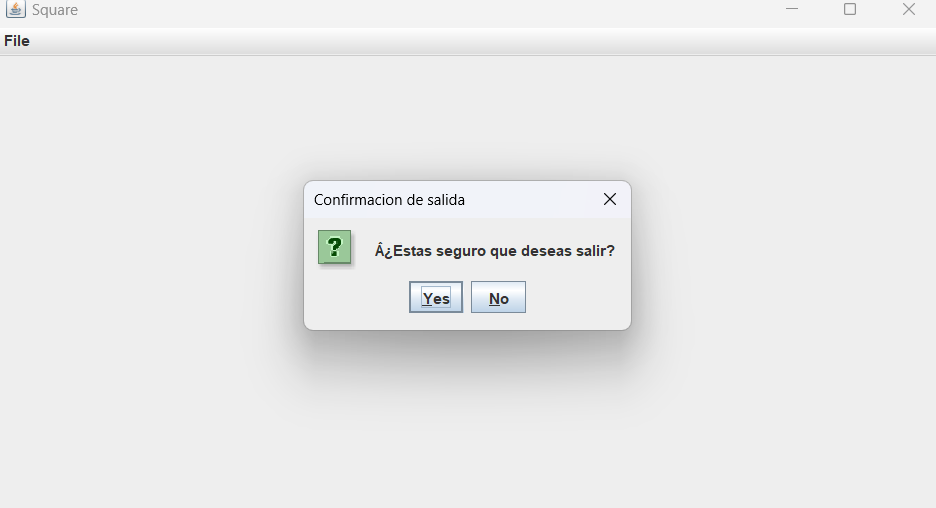 Square
File
Confirmacion de salida
?
Â¿Estas seguro que deseas salir?
Yes No